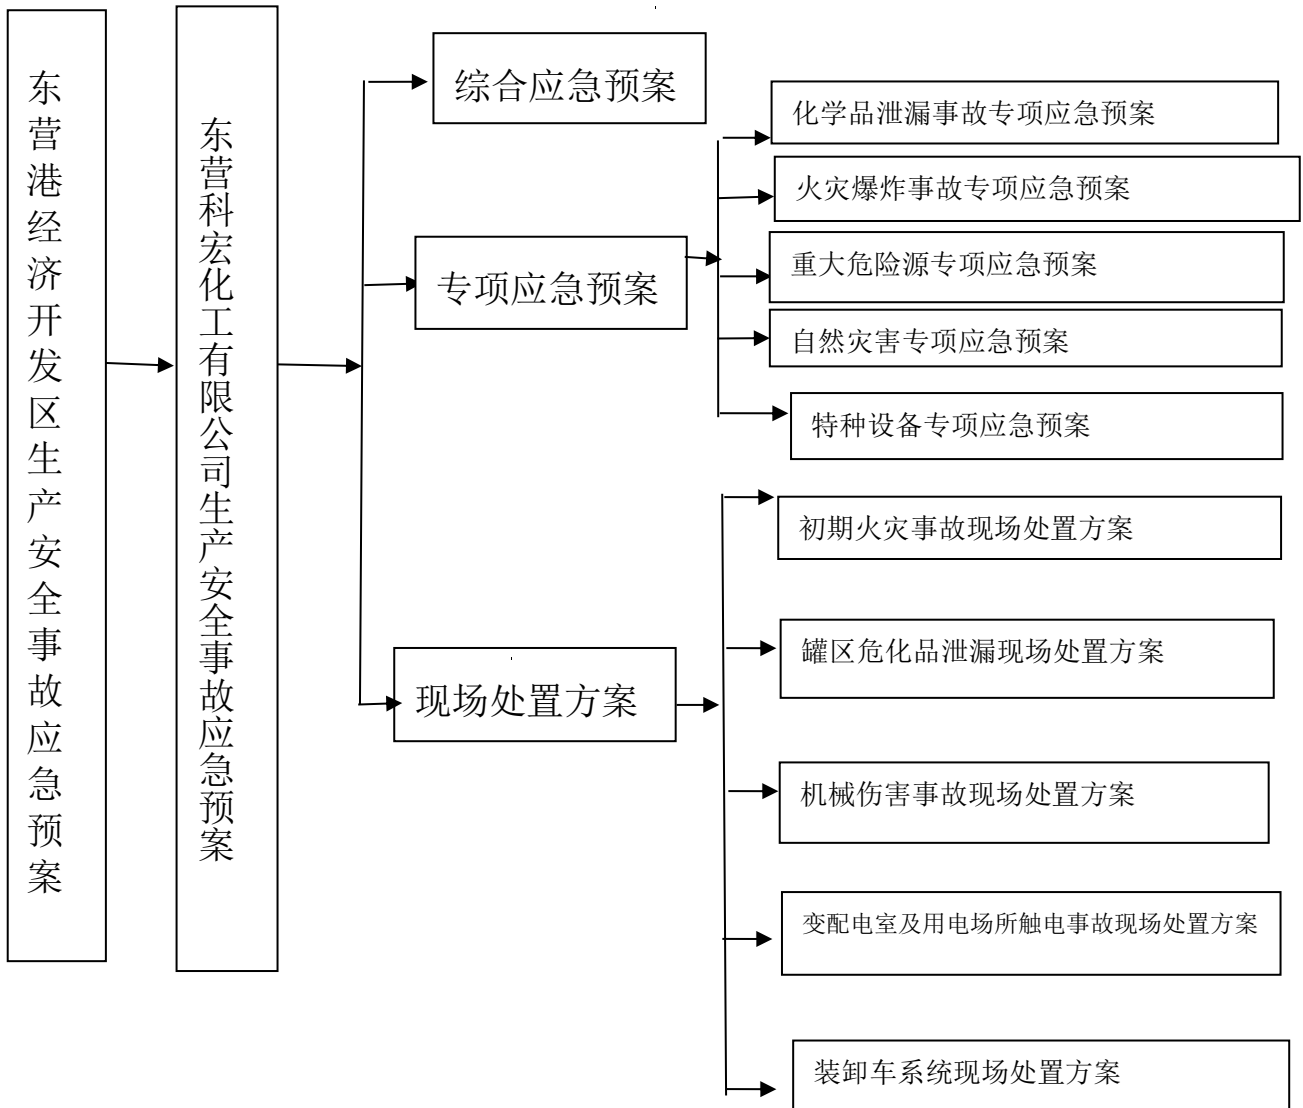 东营港经济开发区生产安全事故应急预案
东营科宏化工有限公司生产安全事故应急预案
综合应急预案
专项应急预案
化学品泄漏事故专项应急预案
火灾爆炸事故专项应急预案
重大危险源专项应急预案
自然灾害专项应急预案
特种设备专项应急预案
现场处置方案
初期火灾事故现场处置方案
罐区危化品泄漏现场处置方案
机械伤害事故现场处置方案
变配电室及用电场所触电事故现场处置方案
装卸车系统现场处置方案